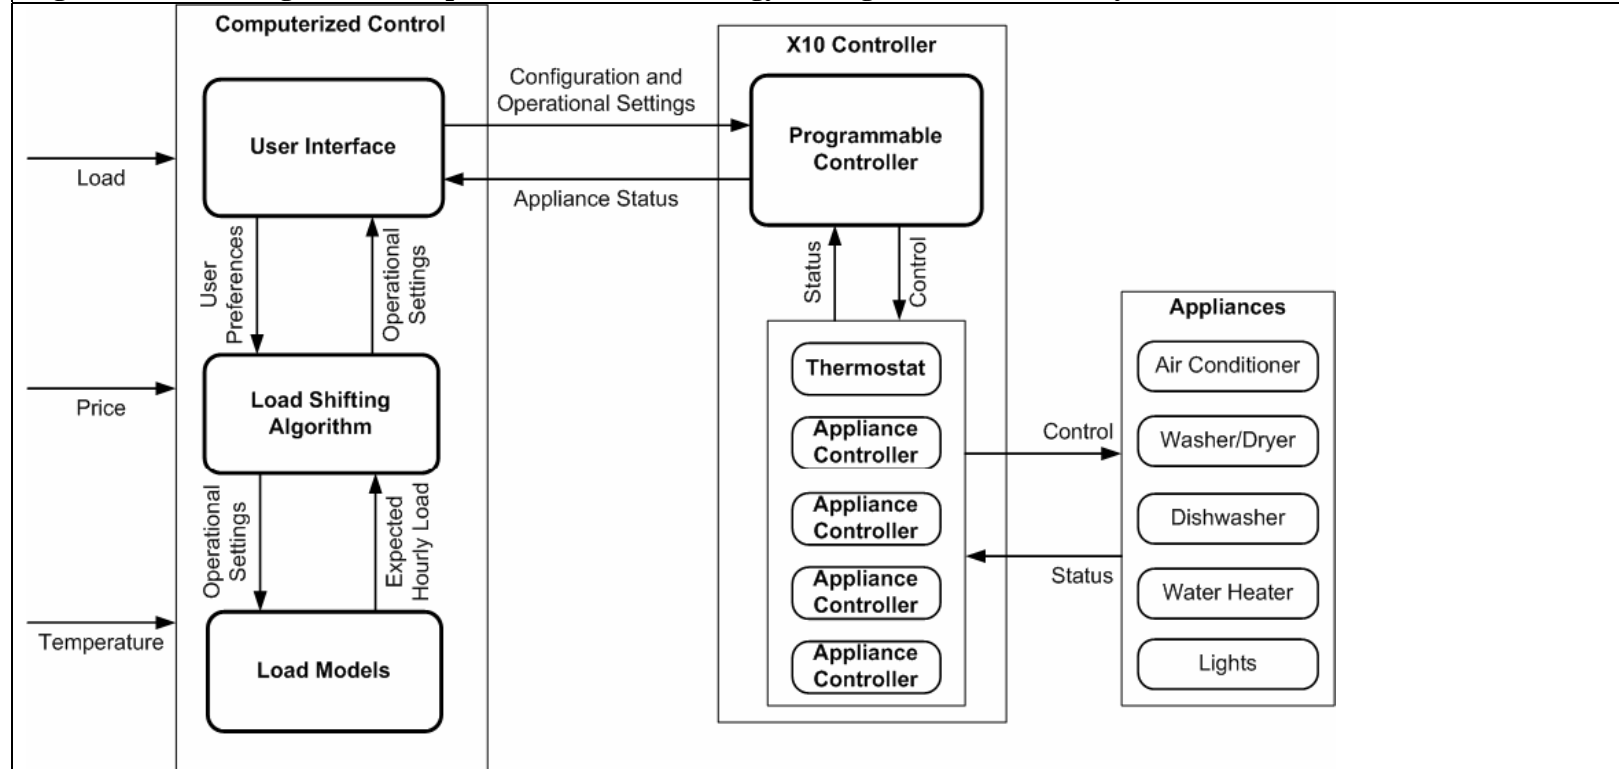 Computerized Control
X10 Controller
Configuration and
Operational Settings
User Interface
Programmable
Controller
Load
Appliance Status
User
Preferences
Operational
Settings
Status
Control
Appliances
Thermostat
Air Conditioner
Load Shifting
Algorithm
Price
Appliance
Controller
Control
Washer/Dryer
Operational
Settings
Expected
Hourly Load
Appliance
Controller
Dishwasher
Status
Appliance
Controller
Water Heater
Temperature
Load Models
Appliance
Controller
Lights